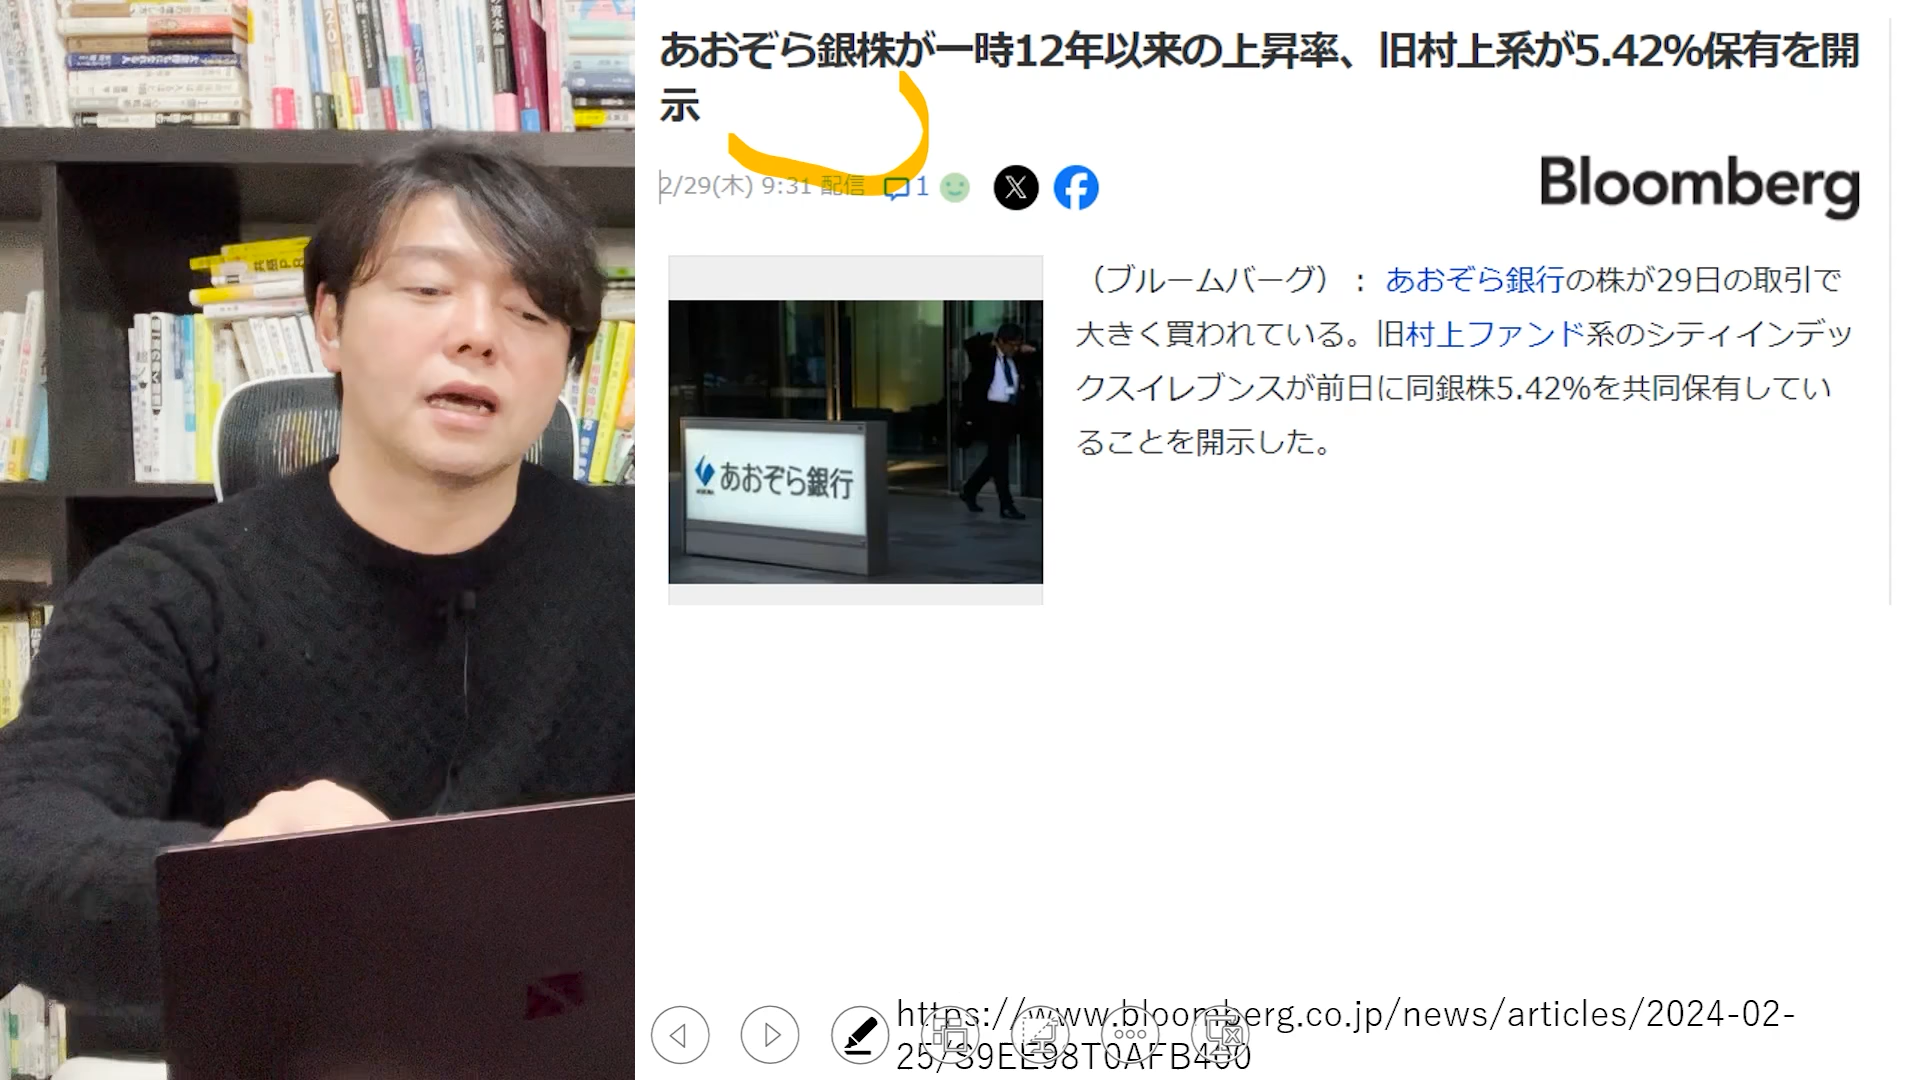 あおぞら銀株が一時12年以来の上昇率、旧村上系が5.42%保有を開
示
2/29(木) 9:31 配信 1
Bloomberg
（ブルームバーグ）： あおぞら銀行の株が29日の取引で
大きく買われている。旧村上ファンド系のシティインデッ
クスイレブンスが前日に同銀株5.42%を共同保有してい
ることを開示した。
あおぞら銀行
https://www.bloomberg.co.jp/news/articles/2024-02-
25/S9EE98T0AFB400